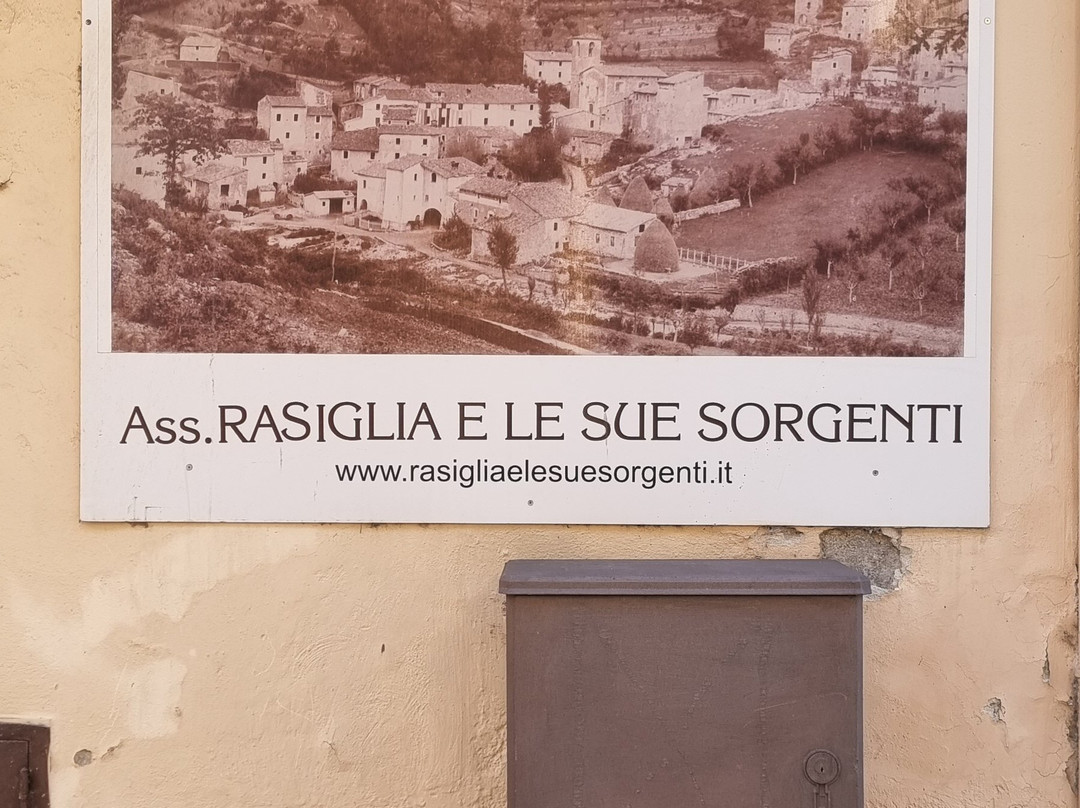 Ass.RASIGLIA E LE SUE SORGENTI
www.rasigliaelesuesorgenti.it